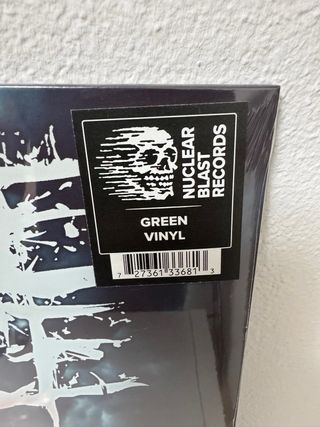 NUCLEAR
BLAST
RECORDS
GREEN
VINYL
7 27361 33681 3